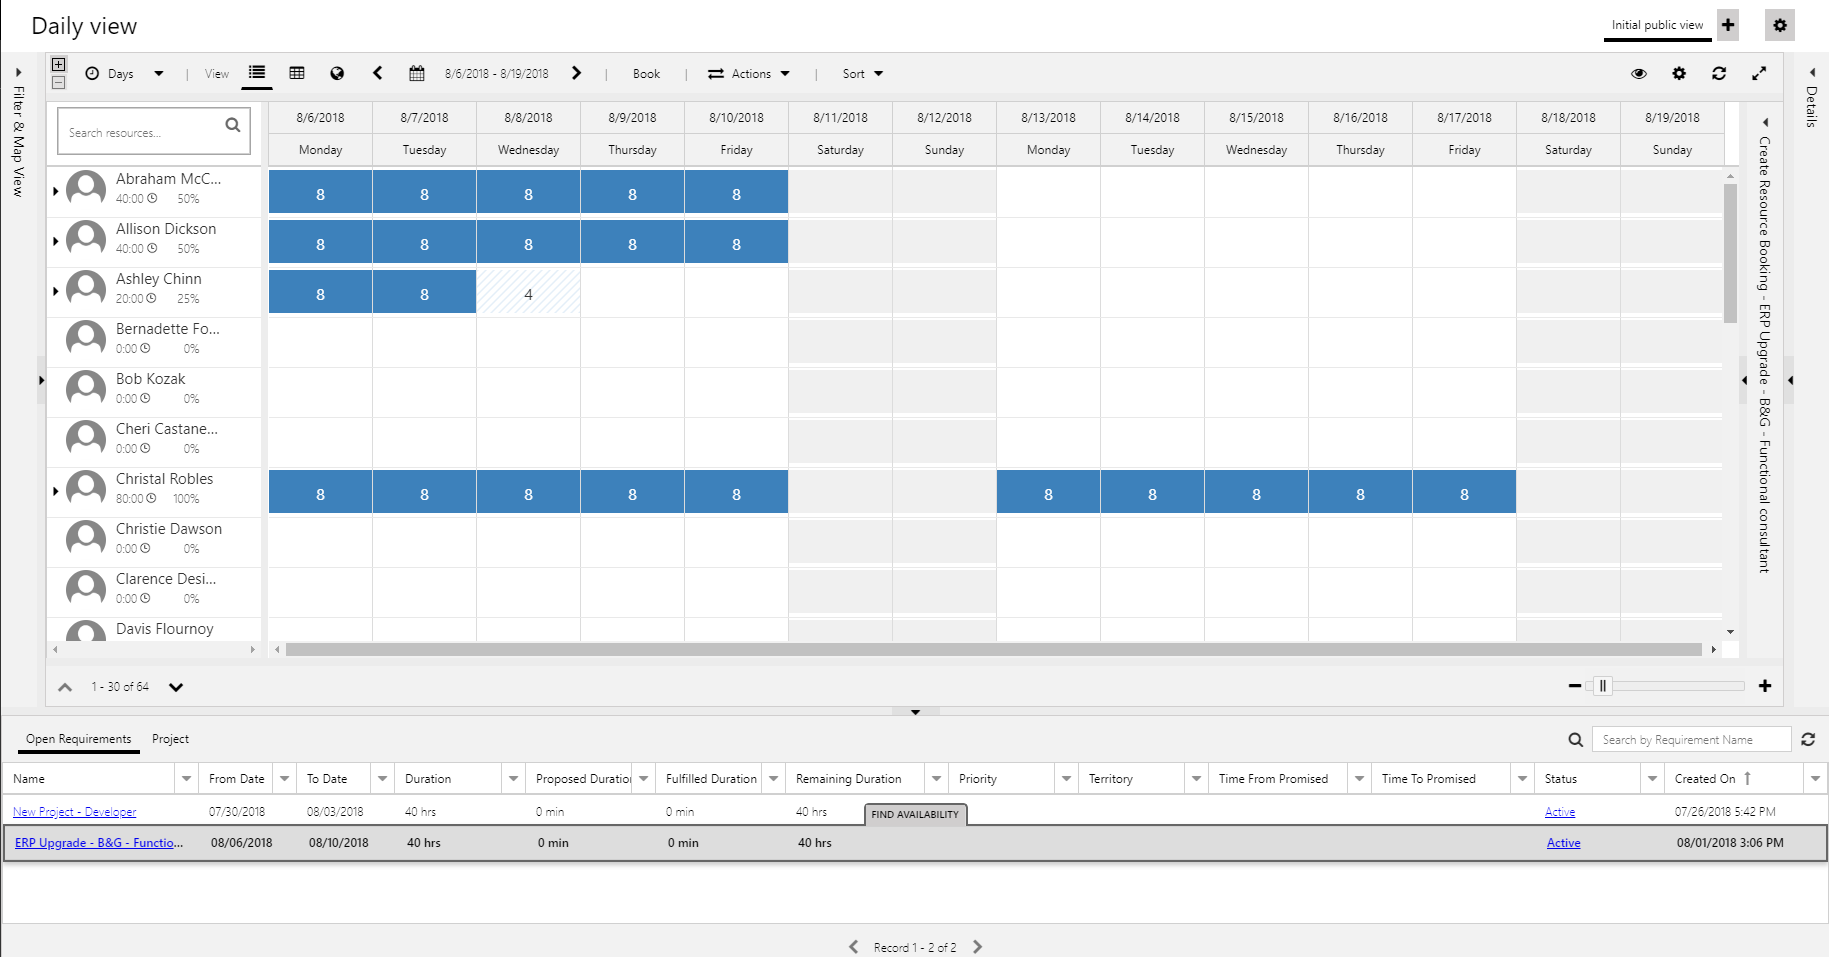 Daily view
Initial public view
Filter & Map View
Days
View
8/6/2018 - 8/19/2018
Book
Actions
Sort
Details
Create Resource Booking - ERP Upgrade - B&G - Functional consultant
Search resources...
8/6/2018 8/7/2018 8/8/2018 8/9/2018 8/10/2018 8/11/2018 8/12/2018 8/13/2018 8/14/2018 8/15/2018 8/16/2018 8/17/2018 8/18/2018 8/19/2018
Monday Tuesday Wednesday Thursday Friday Saturday Sunday Monday Tuesday Wednesday Thursday Friday Saturday Sunday
Abraham McC...
40:00 50%
8 8 8 8 8
Allison Dickson
40:00 50%
8 8 8 8 8
Ashley Chinn
20:00 25%
8 8 4
Bernadette Fo...
0:00 0%
Bob Kozak
0:00 0%
Cheri Castane...
0:00 0%
Christal Robles
80:00 100%
8 8 8 8 8 8 8 8 8 8
Christie Dawson
0:00 0%
Clarence Desi...
0:00 0%
Davis Flournoy
1 - 30 of 64
Open Requirements Project
Search by Requirement Name
Name From Date To Date Duration Proposed Duration Fulfilled Duration Remaining Duration Priority Territory Time From Promised Time To Promised Status Created On
New Project - Developer 07/30/2018 08/03/2018 40 hrs 0 min 0 min 40 hrs Active 07/26/2018 5:42 PM
FIND AVAILABILITY
ERP Upgrade - B&G - Functio... 08/06/2018 08/10/2018 40 hrs 0 min 0 min 40 hrs Active 08/01/2018 3:06 PM
Record 1 - 2 of 2